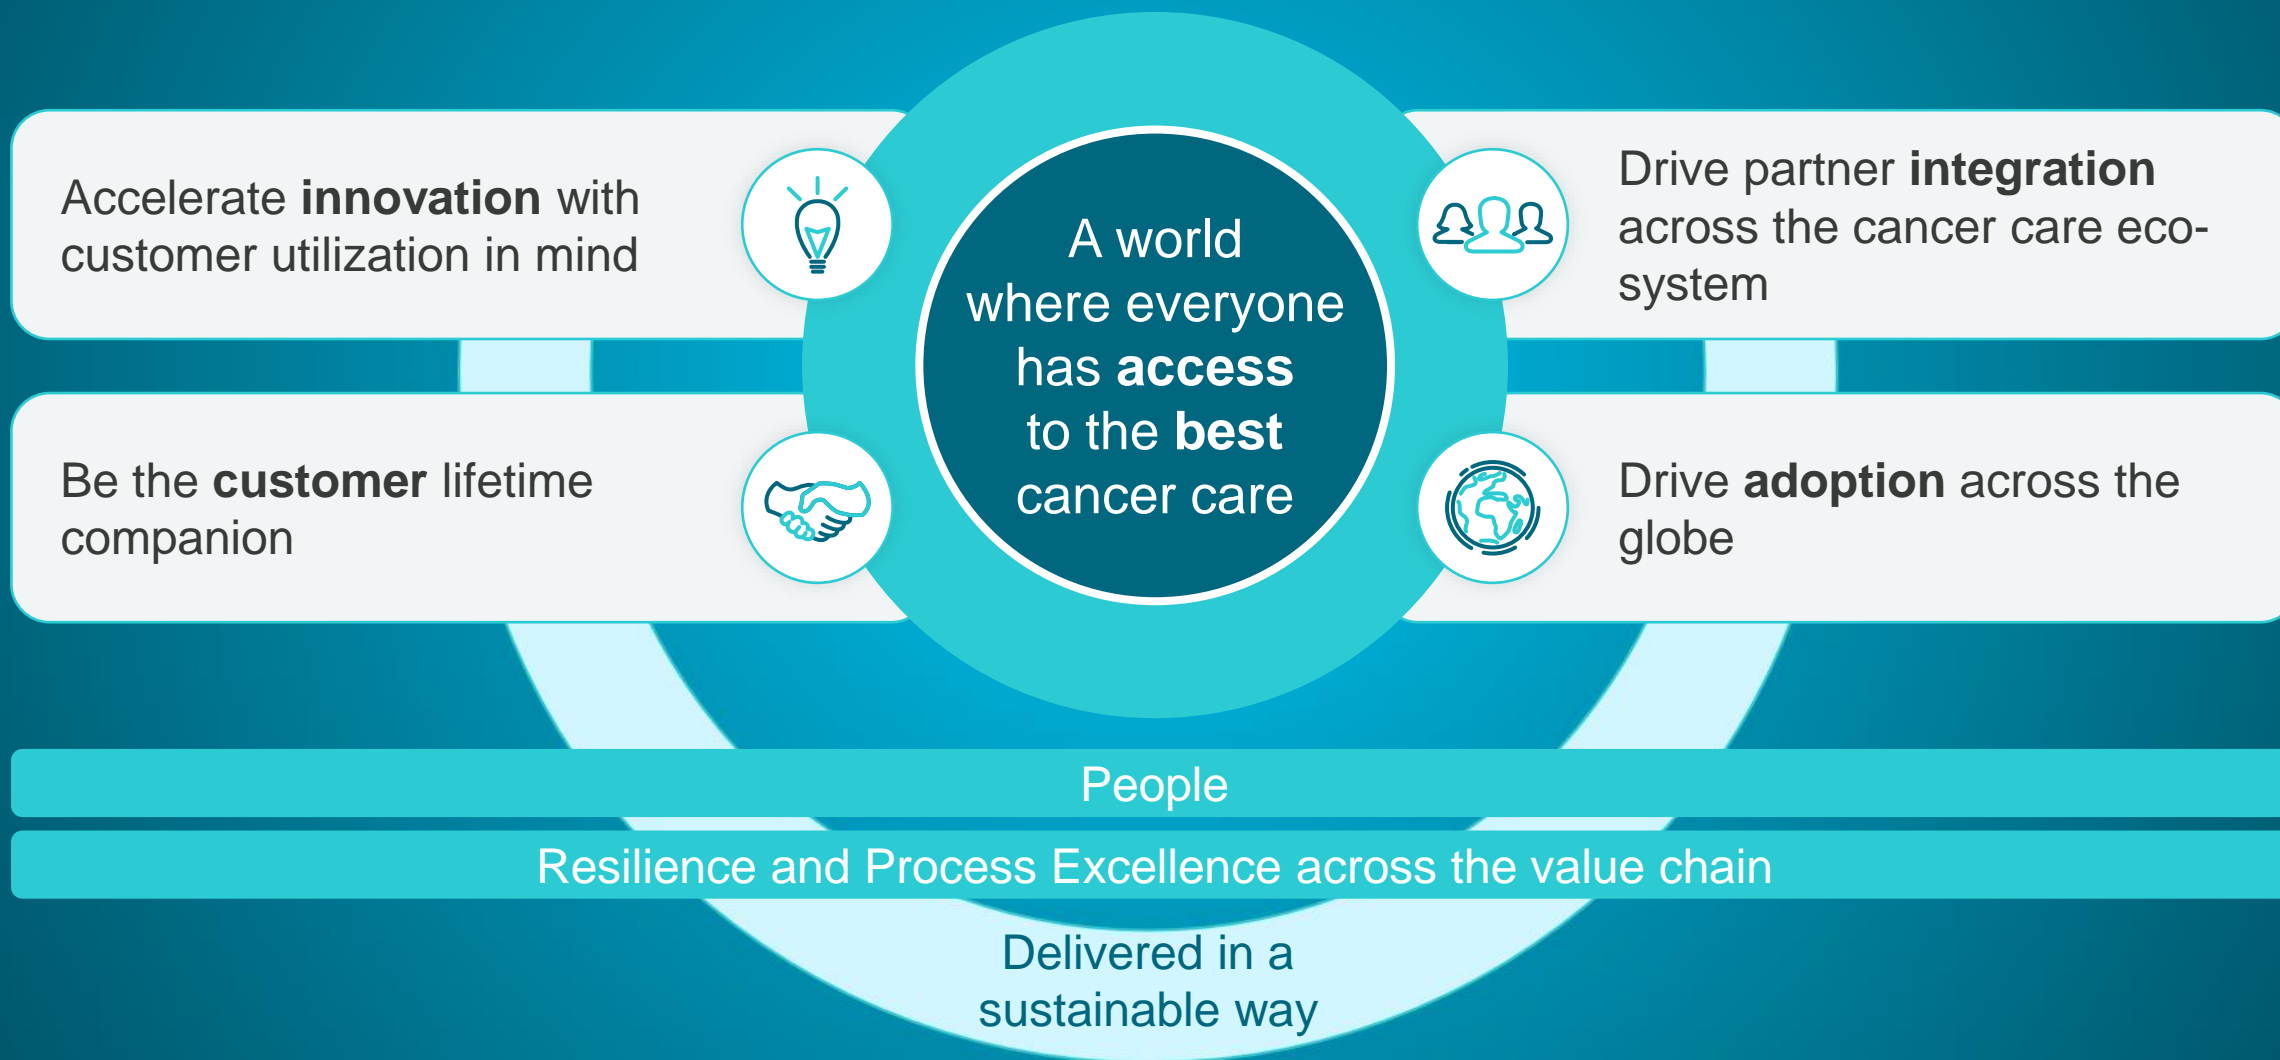 Accelerate innovation with
customer utilization in mind
Be the customer lifetime
companion
A world
where everyone
has access
to the best
cancer care
Drive partner integration
across the cancer care eco-
system
Drive adoption across the
globe
People
Resilience and Process Excellence across the value chain
Delivered in a
sustainable way